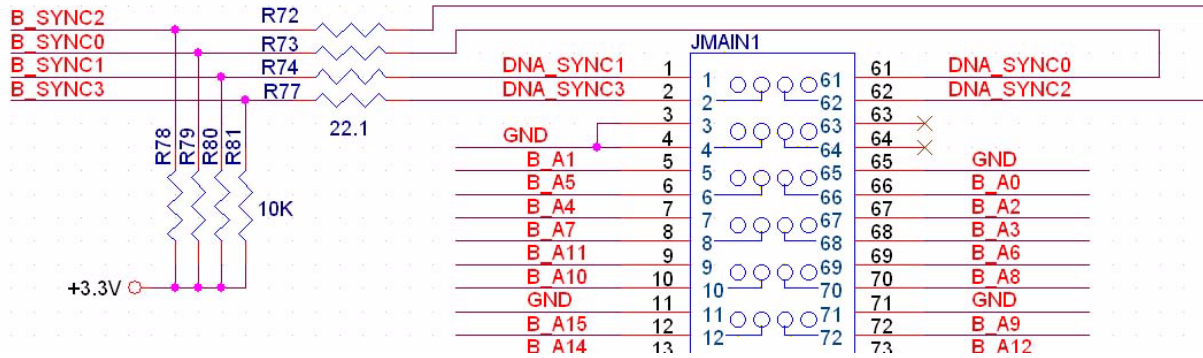 B_SYNC2 R72
B_SYNC0 R73
JMAIN1
B_SYNC1 R74 DNA_SYNC1 1 1 61 61 DNA_SYNC0
B_SYNC3 R77 DNA_SYNC3 2 2 62 62 DNA_SYNC2
22.1 3 3 63 63
GND 4 4 64 64
R78 R79 R80 R81
B_A1 5 5 65 65 GND
B_A5 6 6 66 66 B_A0
10K B_A4 7 7 67 67 B_A2
B_A7 8 8 68 68 B_A3
B_A11 9 9 69 69 B_A6
+3.3V B_A10 10 10 70 70 B_A8
GND 11 11 71 71 GND
B_A15 12 12 72 72 B_A9
B_A14 13 73 B_A12